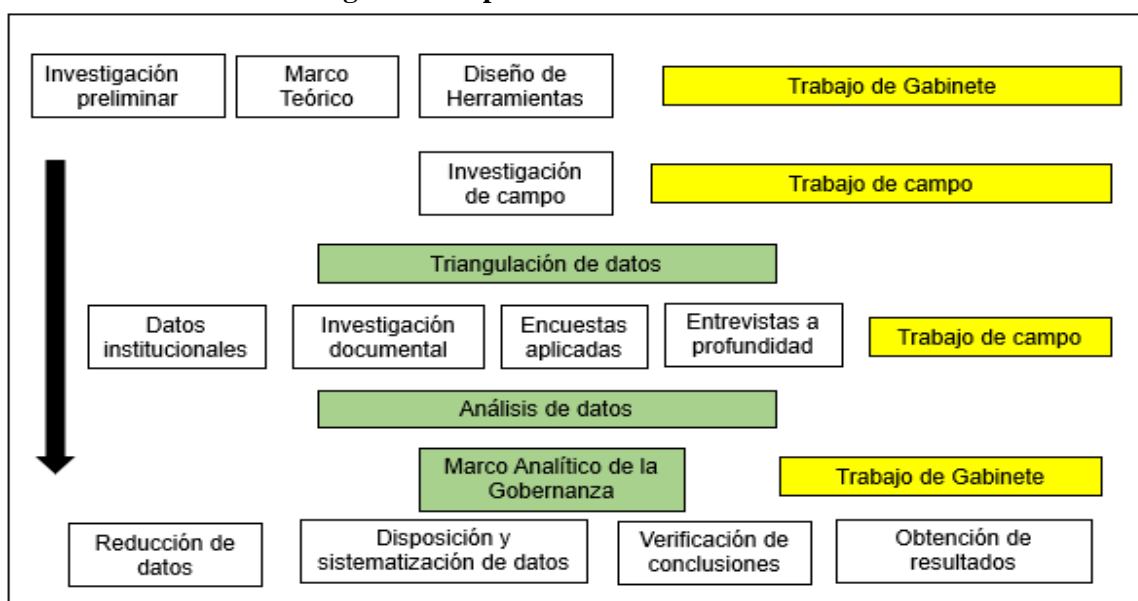 Investigación
preliminar
Marco
Teórico
Diseño de
Herramientas
Trabajo de Gabinete
Investigación
de campo
Trabajo de campo
Triangulación de datos
Datos
institucionales
Investigación
documental
Encuestas
aplicadas
Entrevistas a
profundidad
Trabajo de campo
Análisis de datos
Marco Analítico de la
Gobernanza
Trabajo de Gabinete
Reducción de
datos
Disposición y
sistematización de datos
Verificación de
conclusiones
Obtención de
resultados